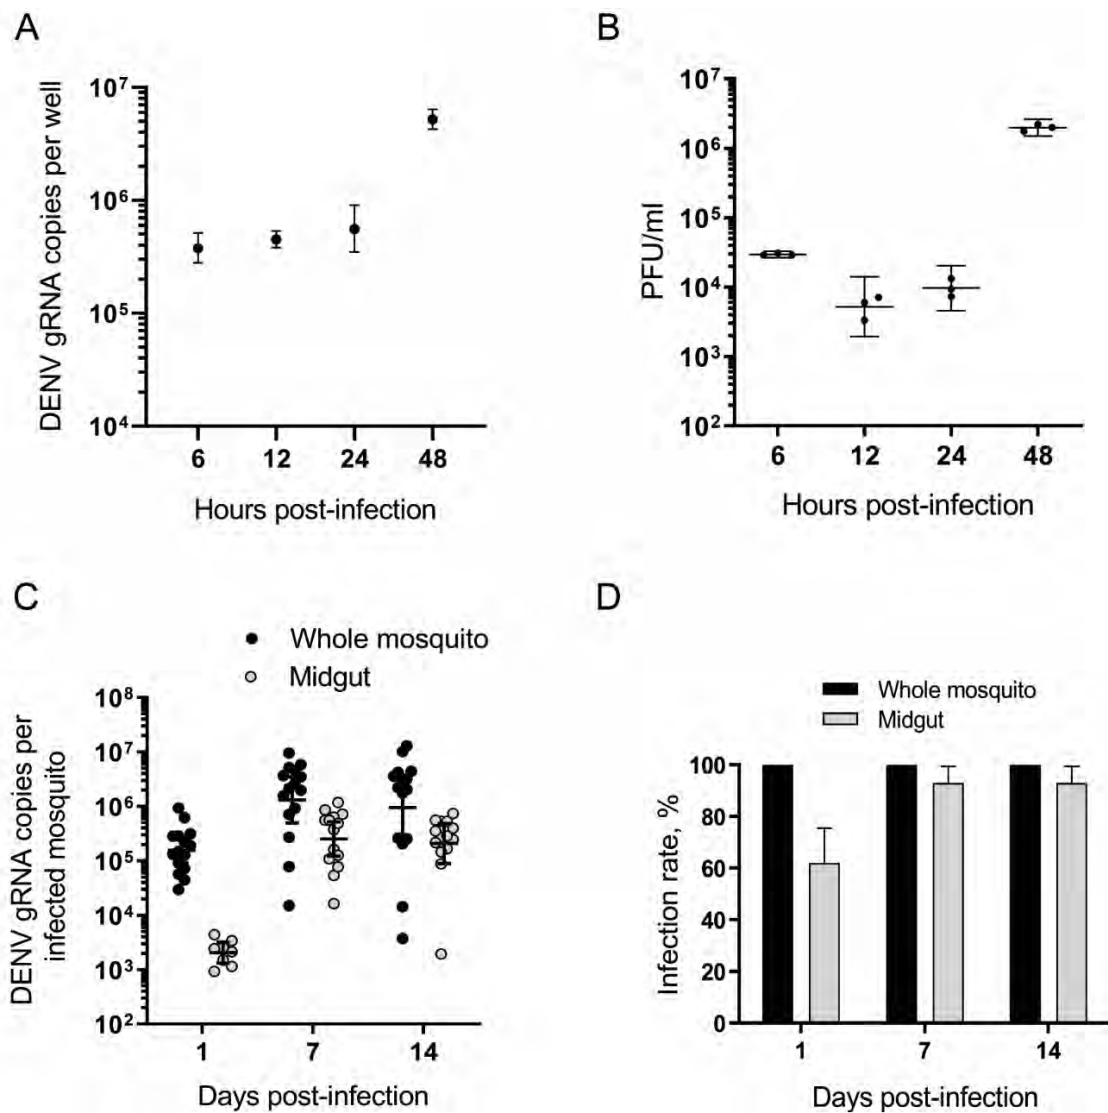 A
DENV gRNA copies per well
10⁷
10⁶
10⁵
10⁴
6 12 24 48
Hours post-infection
B
PFU/ml
10⁷
10⁶
10⁵
10⁴
10³
10²
6 12 24 48
Hours post-infection
C
Whole mosquito
Midgut
DENV gRNA copies per
infected mosquito
10⁸
10⁷
10⁶
10⁵
10⁴
10³
10²
1 7 14
Days post-infection
D
Whole mosquito
Midgut
Infection rate, %
100
80
60
40
20
0
1 7 14
Days post-infection